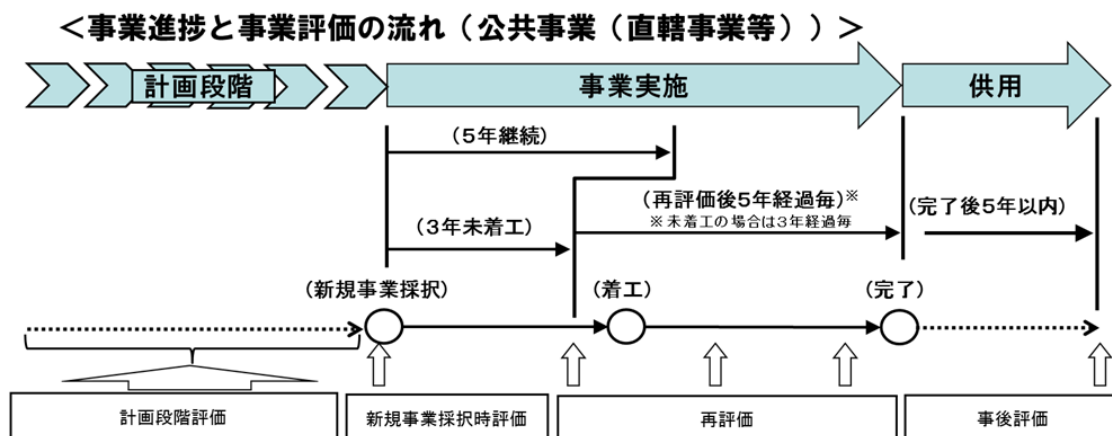 ＜事業進捗と事業評価の流れ（公共事業（直轄事業等））＞
計画段階
事業実施
供用
（５年継続）
（再評価後５年経過毎）※
※未着工の場合は３年経過毎
（３年未着工）
（完了後５年以内）
（新規事業採択）
（着工）
（完了）
計画段階評価
新規事業採択時評価
再評価
事後評価